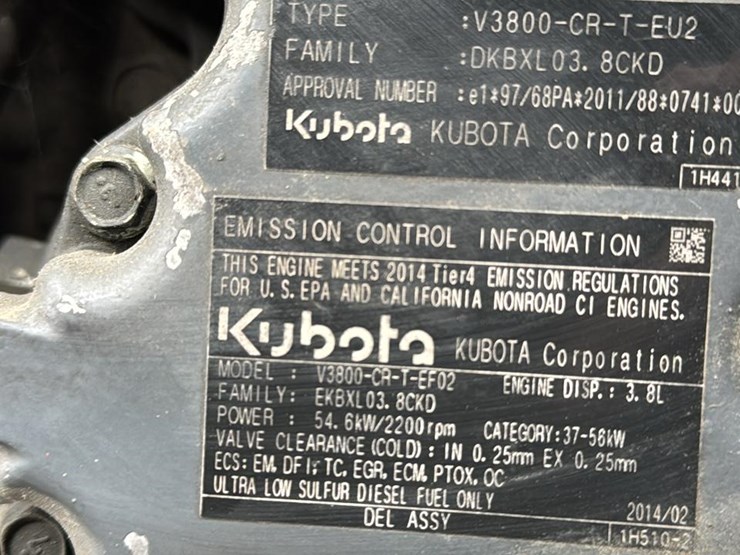 TYPE :V3800-CR-T-EU2
FAMILY :DKBXL03. 8CKD
APPROVAL NUMBER :e1*97/68PA*2011/88*0741*00
Kubota KUBOTA Corporation
1H441
EMISSION CONTROL INFORMATION
THIS ENGINE MEETS 2014 Tier4 EMISSION REGULATIONS
FOR U. S. EPA AND CALIFORNIA NONROAD CI ENGINES.
Kubota KUBOTA Corporation
MODEL : V3800-CR-T-EF02 ENGINE DISP. : 3. 8L
FAMILY: EKBXL03. 8CKD
POWER : 54. 6kW/2200rpm CATEGORY:37-56kW
VALVE CLEARANCE (COLD) : IN 0. 25mm EX 0. 25mm
ECS: EM, DFI, TC, EGR, ECM, PTOX, OC
ULTRA LOW SULFUR DIESEL FUEL ONLY 2014/02
DEL ASSY 1H510-2